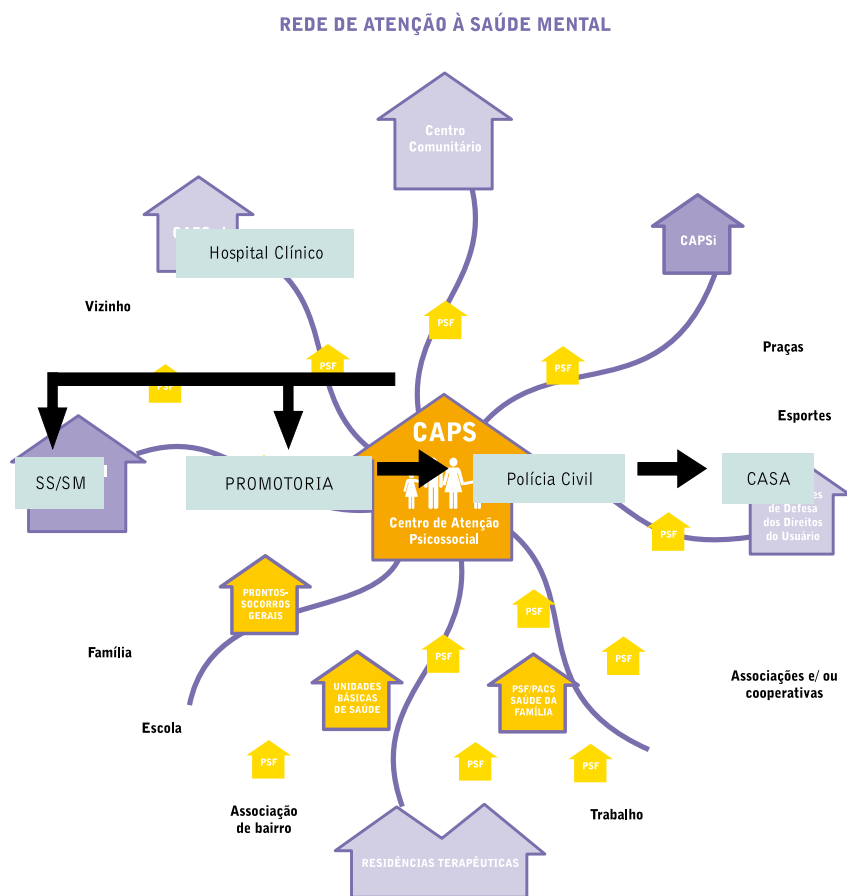 REDE DE ATENÇÃO À SAÚDE MENTAL
Centro
Comunitário
CAPSi
Hospital Clínico
Vizinho
PSF
PSF
PSF
PSF
PSF
Praças
Esportes
CAPS
SS/SM
PROMOTORIA
Polícia Civil
CASA
Centro de Atenção
Psicossocial
de Defesa
dos Direitos
do Usuário
PSF
PRONTOS-
SOCORROS
GERAIS
PSF
Família
PSF
PSF
UNIDADES
BÁSICAS
DE SAÚDE
PSF/PACS
SAÚDE DA
FAMÍLIA
Associações e/ ou
cooperativas
Escola
PSF
PSF
PSF
Associação
de bairro
Trabalho
RESIDÊNCIAS TERAPÊUTICAS